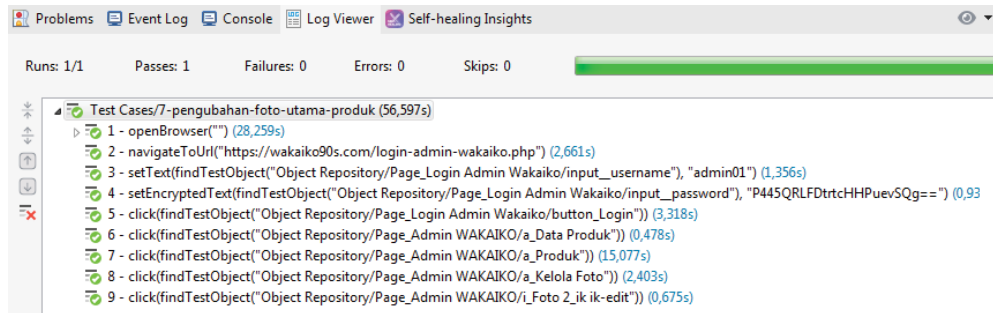 Problems Event Log Console Log Viewer Self-healing Insights
Runs: 1/1 Passes: 1 Failures: 0 Errors: 0 Skips: 0
Test Cases/7-pengubahan-foto-utama-produk (56,597s)
1 - openBrowser("") (28,259s)
2 - navigateToUrl("https://wakaiko90s.com/login-admin-wakaiko.php") (2,661s)
3 - setText(findTestObject("Object Repository/Page_Login Admin Wakaiko/input__username"), "admin01") (1,356s)
4 - setEncryptedText(findTestObject("Object Repository/Page_Login Admin Wakaiko/input__password"), "P445QRLFDtrtcHHPuevSQg==") (0,93
5 - click(findTestObject("Object Repository/Page_Login Admin Wakaiko/button_Login")) (3,318s)
6 - click(findTestObject("Object Repository/Page_Admin WAKAIKO/a_Data Produk")) (0,478s)
7 - click(findTestObject("Object Repository/Page_Admin WAKAIKO/a_Produk")) (15,077s)
8 - click(findTestObject("Object Repository/Page_Admin WAKAIKO/a_Kelola Foto")) (2,403s)
9 - click(findTestObject("Object Repository/Page_Admin WAKAIKO/i_Foto 2_ik ik-edit")) (0,675s)